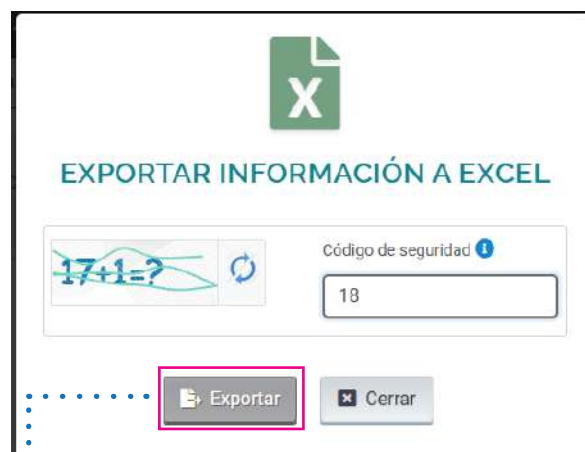 X
EXPORTAR INFORMACIÓN A EXCEL
17+1=?
Código de seguridad
18
Exportar
Cerrar